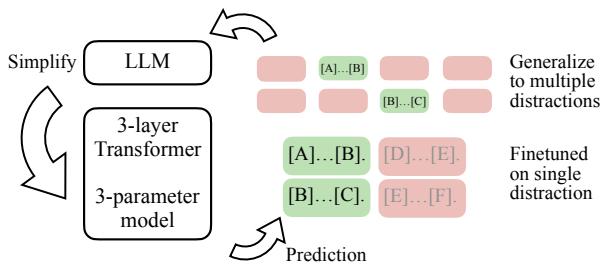 Simplify
LLM
[A]...[B]
[B]...[C]
Generalize
to multiple
distractions
3-layer
Transformer
3-parameter
model
[A]...[B]. [D]...[E].
[B]...[C]. [E]...[F].
Finetuned
on single
distraction
Prediction